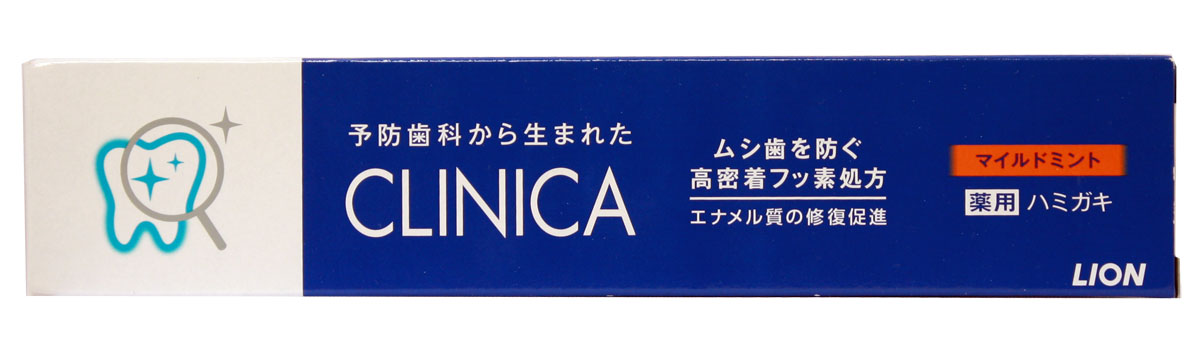 予防歯科から生まれた
CLINICA
ムシ歯を防ぐ
高密着フッ素処方
エナメル質の修復促進
マイルドミント
薬用 ハミガキ
LION